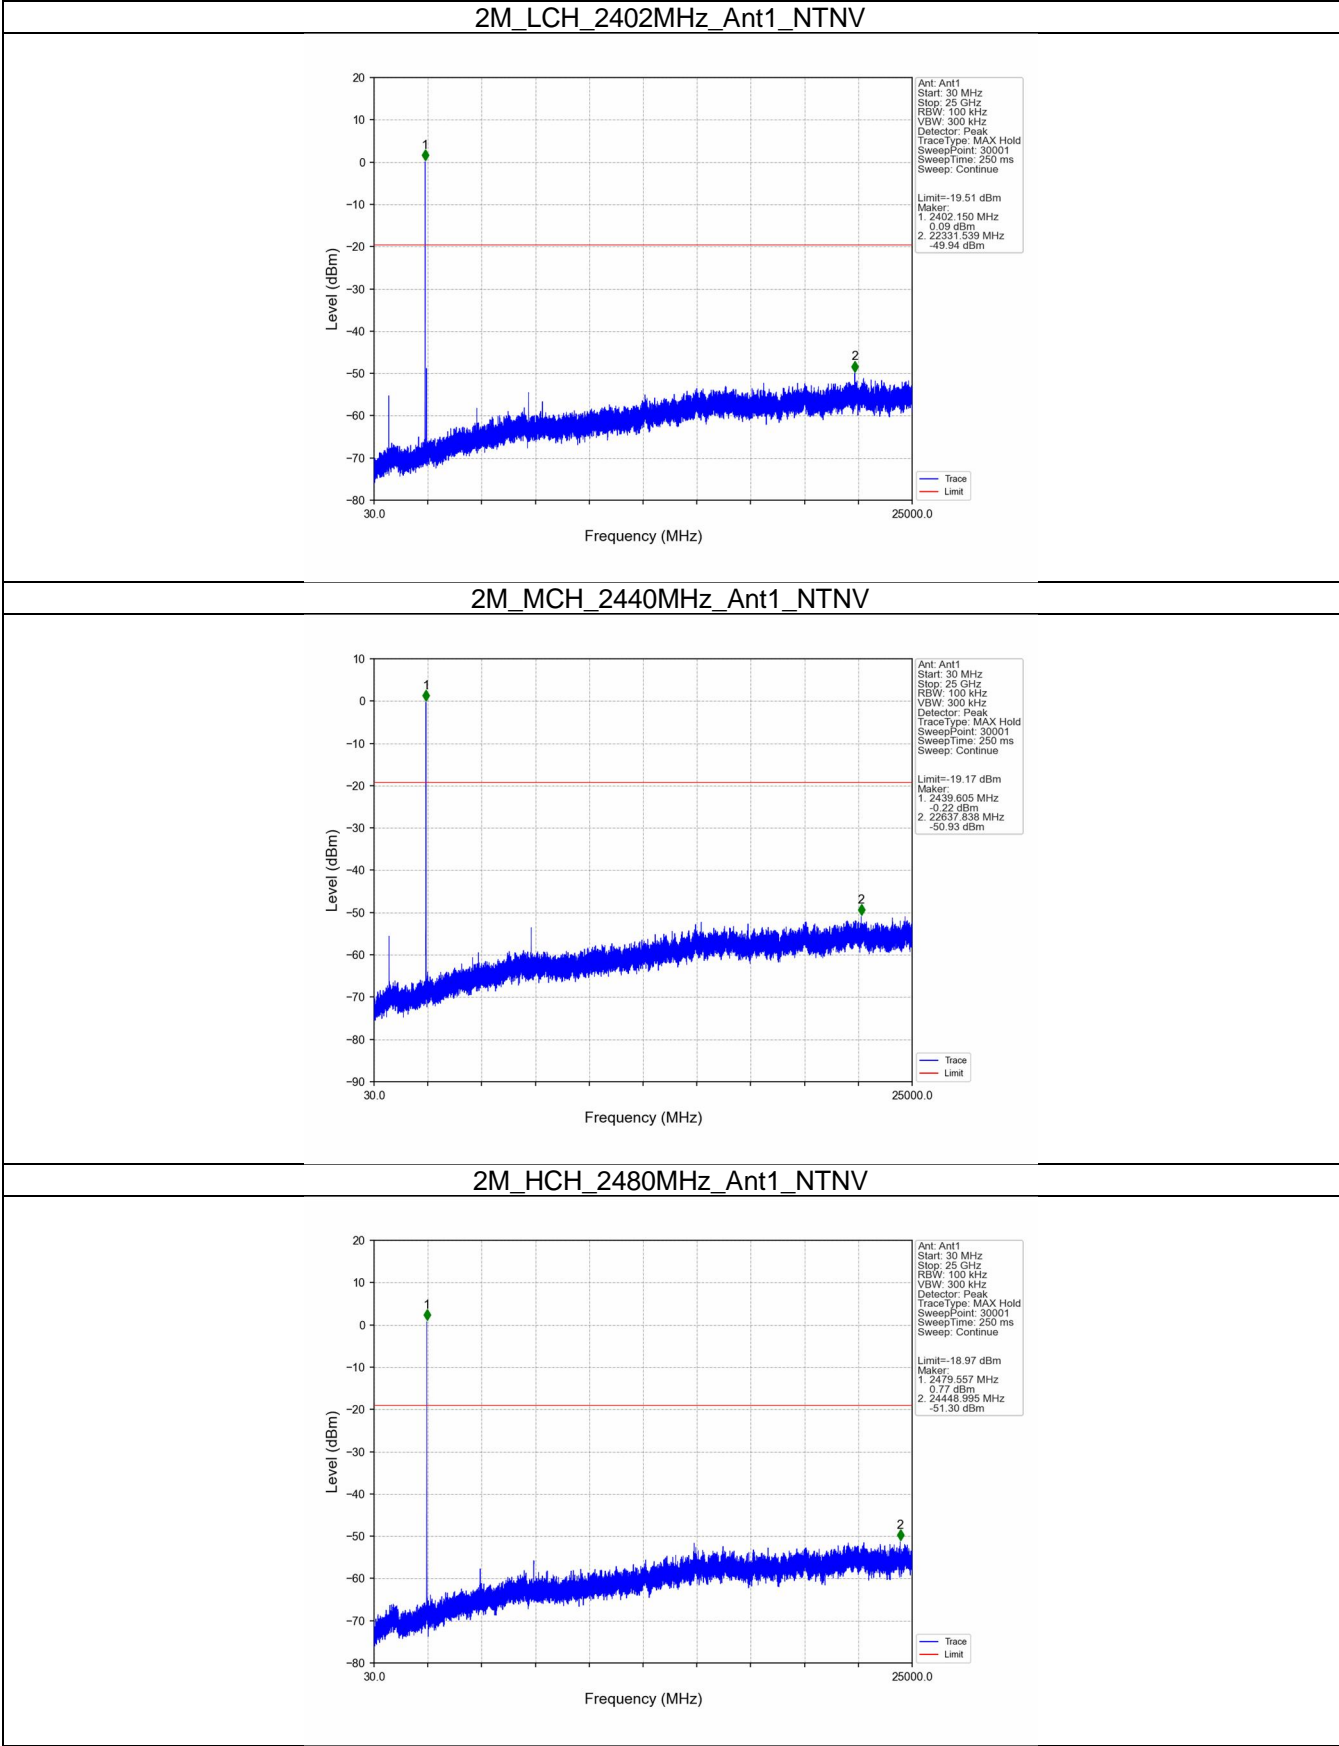 2M_LCH_2402MHz_Ant1_NTNV
20
10
0
−10
−20
−30
−40
−50
−60
−70
−80
Level (dBm)
1
2
30.0
25000.0
Frequency (MHz)
Ant: Ant1
Start: 30 MHz
Stop: 25 GHz
RBW: 100 kHz
VBW: 300 kHz
Detector: Peak
TraceType: MAX Hold
SweepPoint: 30001
SweepTime: 250 ms
Sweep: Continue
Limit=-19.51 dBm
Maker:
1. 2402.150 MHz
0.09 dBm
2. 22331.539 MHz
-49.94 dBm
Trace
Limit
2M_MCH_2440MHz_Ant1_NTNV
10
0
−10
−20
−30
−40
−50
−60
−70
−80
−90
Level (dBm)
1
2
30.0
25000.0
Frequency (MHz)
Ant: Ant1
Start: 30 MHz
Stop: 25 GHz
RBW: 100 kHz
VBW: 300 kHz
Detector: Peak
TraceType: MAX Hold
SweepPoint: 30001
SweepTime: 250 ms
Sweep: Continue
Limit=-19.17 dBm
Maker:
1. 2439.605 MHz
-0.22 dBm
2. 22637.838 MHz
-50.93 dBm
Trace
Limit
2M_HCH_2480MHz_Ant1_NTNV
20
10
0
−10
−20
−30
−40
−50
−60
−70
−80
Level (dBm)
1
2
30.0
25000.0
Frequency (MHz)
Ant: Ant1
Start: 30 MHz
Stop: 25 GHz
RBW: 100 kHz
VBW: 300 kHz
Detector: Peak
TraceType: MAX Hold
SweepPoint: 30001
SweepTime: 250 ms
Sweep: Continue
Limit=-18.97 dBm
Maker:
1. 2479.557 MHz
0.77 dBm
2. 24448.995 MHz
-51.30 dBm
Trace
Limit